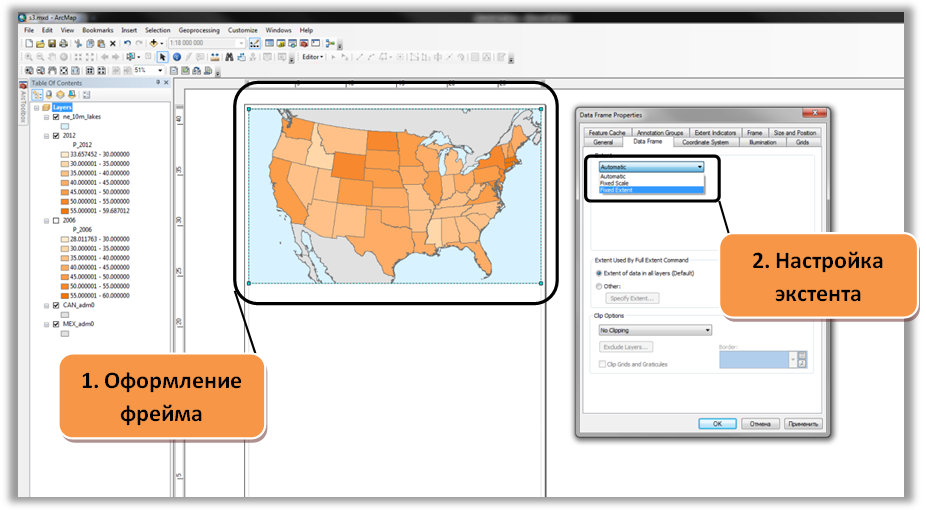 s3.mxd - ArcMap
File Edit View Bookmarks Insert Selection Geoprocessing Customize Windows Help
1:18 000 000
Editor
51%
Table Of Contents
ArcToolbox
Layers
ne_10m_lakes
2012
P_2012
33.657452 - 30.000000
30.000001 - 35.000000
35.000001 - 40.000000
40.000001 - 45.000000
45.000001 - 50.000000
50.000001 - 55.000000
55.000001 - 59.687012
2006
P_2006
28.011763 - 30.000000
30.000001 - 35.000000
35.000001 - 40.000000
40.000001 - 45.000000
45.000001 - 50.000000
50.000001 - 55.000000
55.000001 - 60.000000
CAN_adm0
MEX_adm0
40
35
30
25
20
5
1. Оформление
фрейма
Data Frame Properties
Feature Cache Annotation Groups Extent Indicators Frame Size and Position
General Data Frame Coordinate System Illumination Grids
Automatic
Automatic
Fixed Scale
Fixed Extent
2. Настройка
экстента
Extent Used By Full Extent Command
Extent of data in all layers (Default)
Other:
Specify Extent...
Clip Options
No Clipping
Exclude Layers...
Border:
Clip Grids and Graticules
OK Отмена Применить